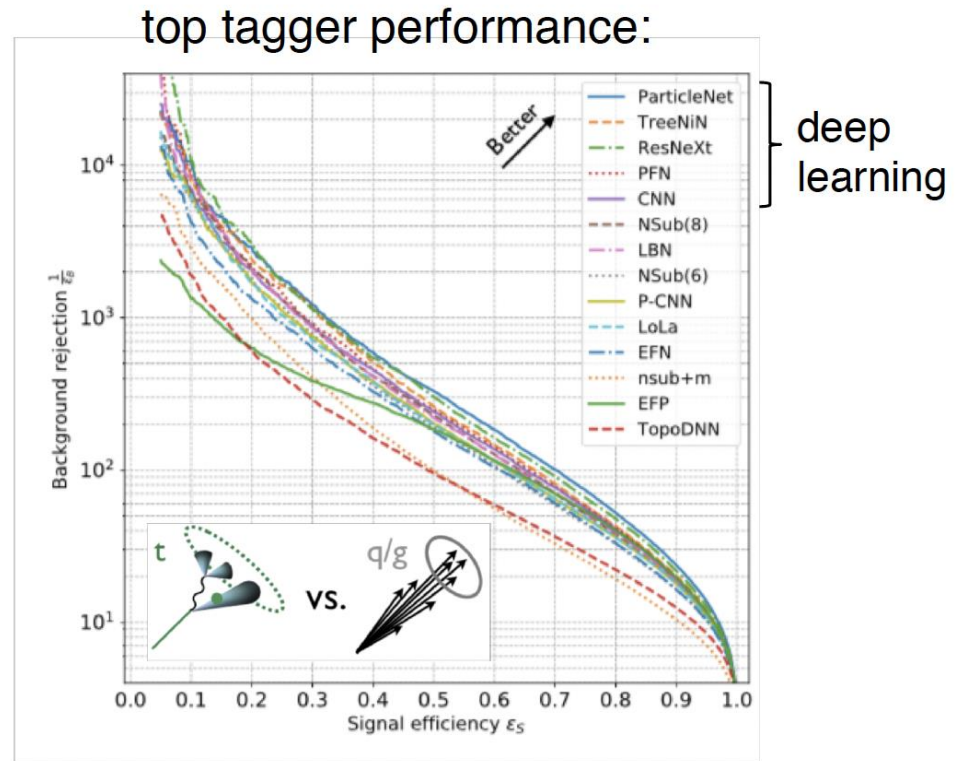 top tagger performance:
Better
ParticleNet
TreeNiN
ResNeXt
PFN
CNN
NSub(8)
LBN
NSub(6)
P-CNN
LoLa
EFN
nsub+m
EFP
TopoDNN
deep
learning
Background rejection 1/ε_B
10⁴
10³
10²
10¹
t
vs.
q/g
0.0 0.1 0.2 0.3 0.4 0.5 0.6 0.7 0.8 0.9 1.0
Signal efficiency ε_S